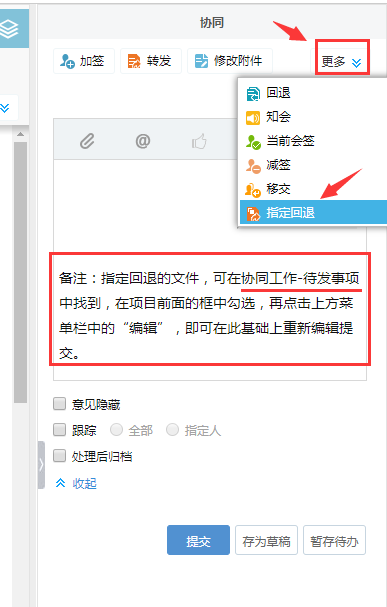 协同
加签 转发 修改附件 更多
回退
知会
当前会签
减签
移交
指定回退
@
备注：指定回退的文件，可在协同工作-待发事项
中找到，在项目前面的框中勾选，再点击上方菜
单栏中的“编辑”，即可在此基础上重新编辑提
交。
意见隐藏
跟踪 全部 指定人
处理后归档
收起
提交 存为草稿 暂存待办